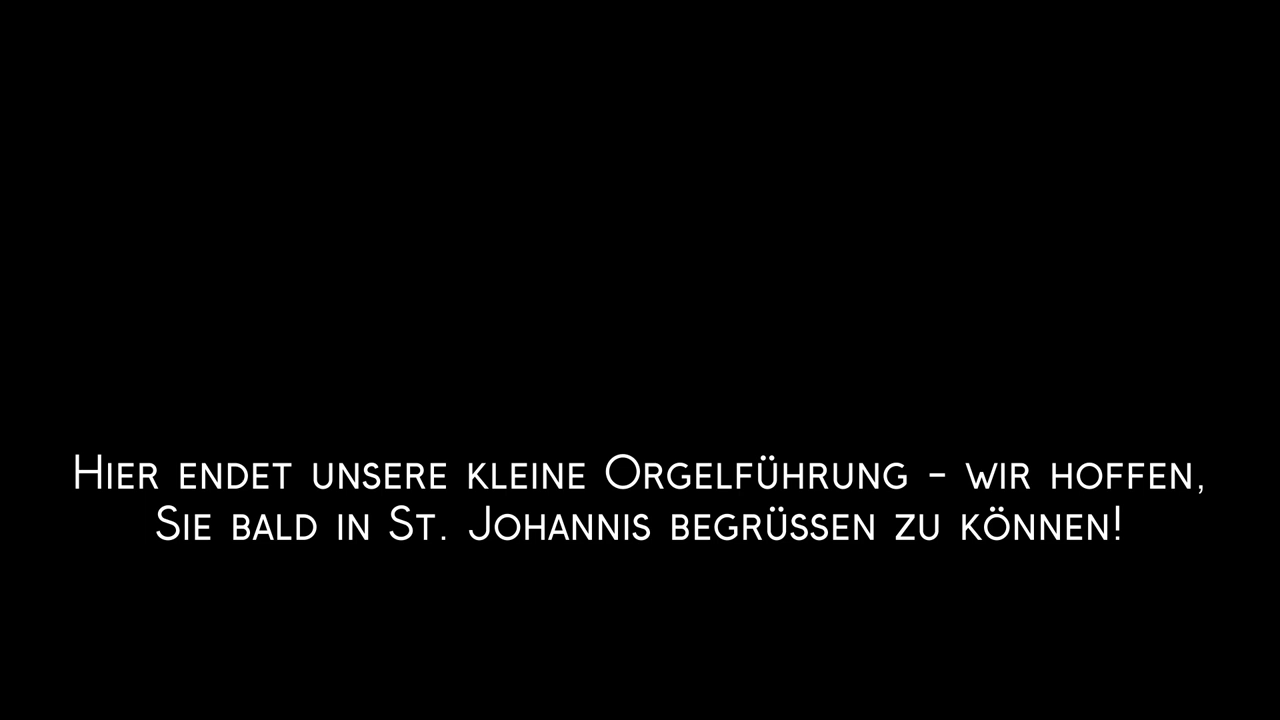 Hier endet unsere kleine Orgelführung – wir hoffen,
Sie bald in St. Johannis begrüssen zu können!